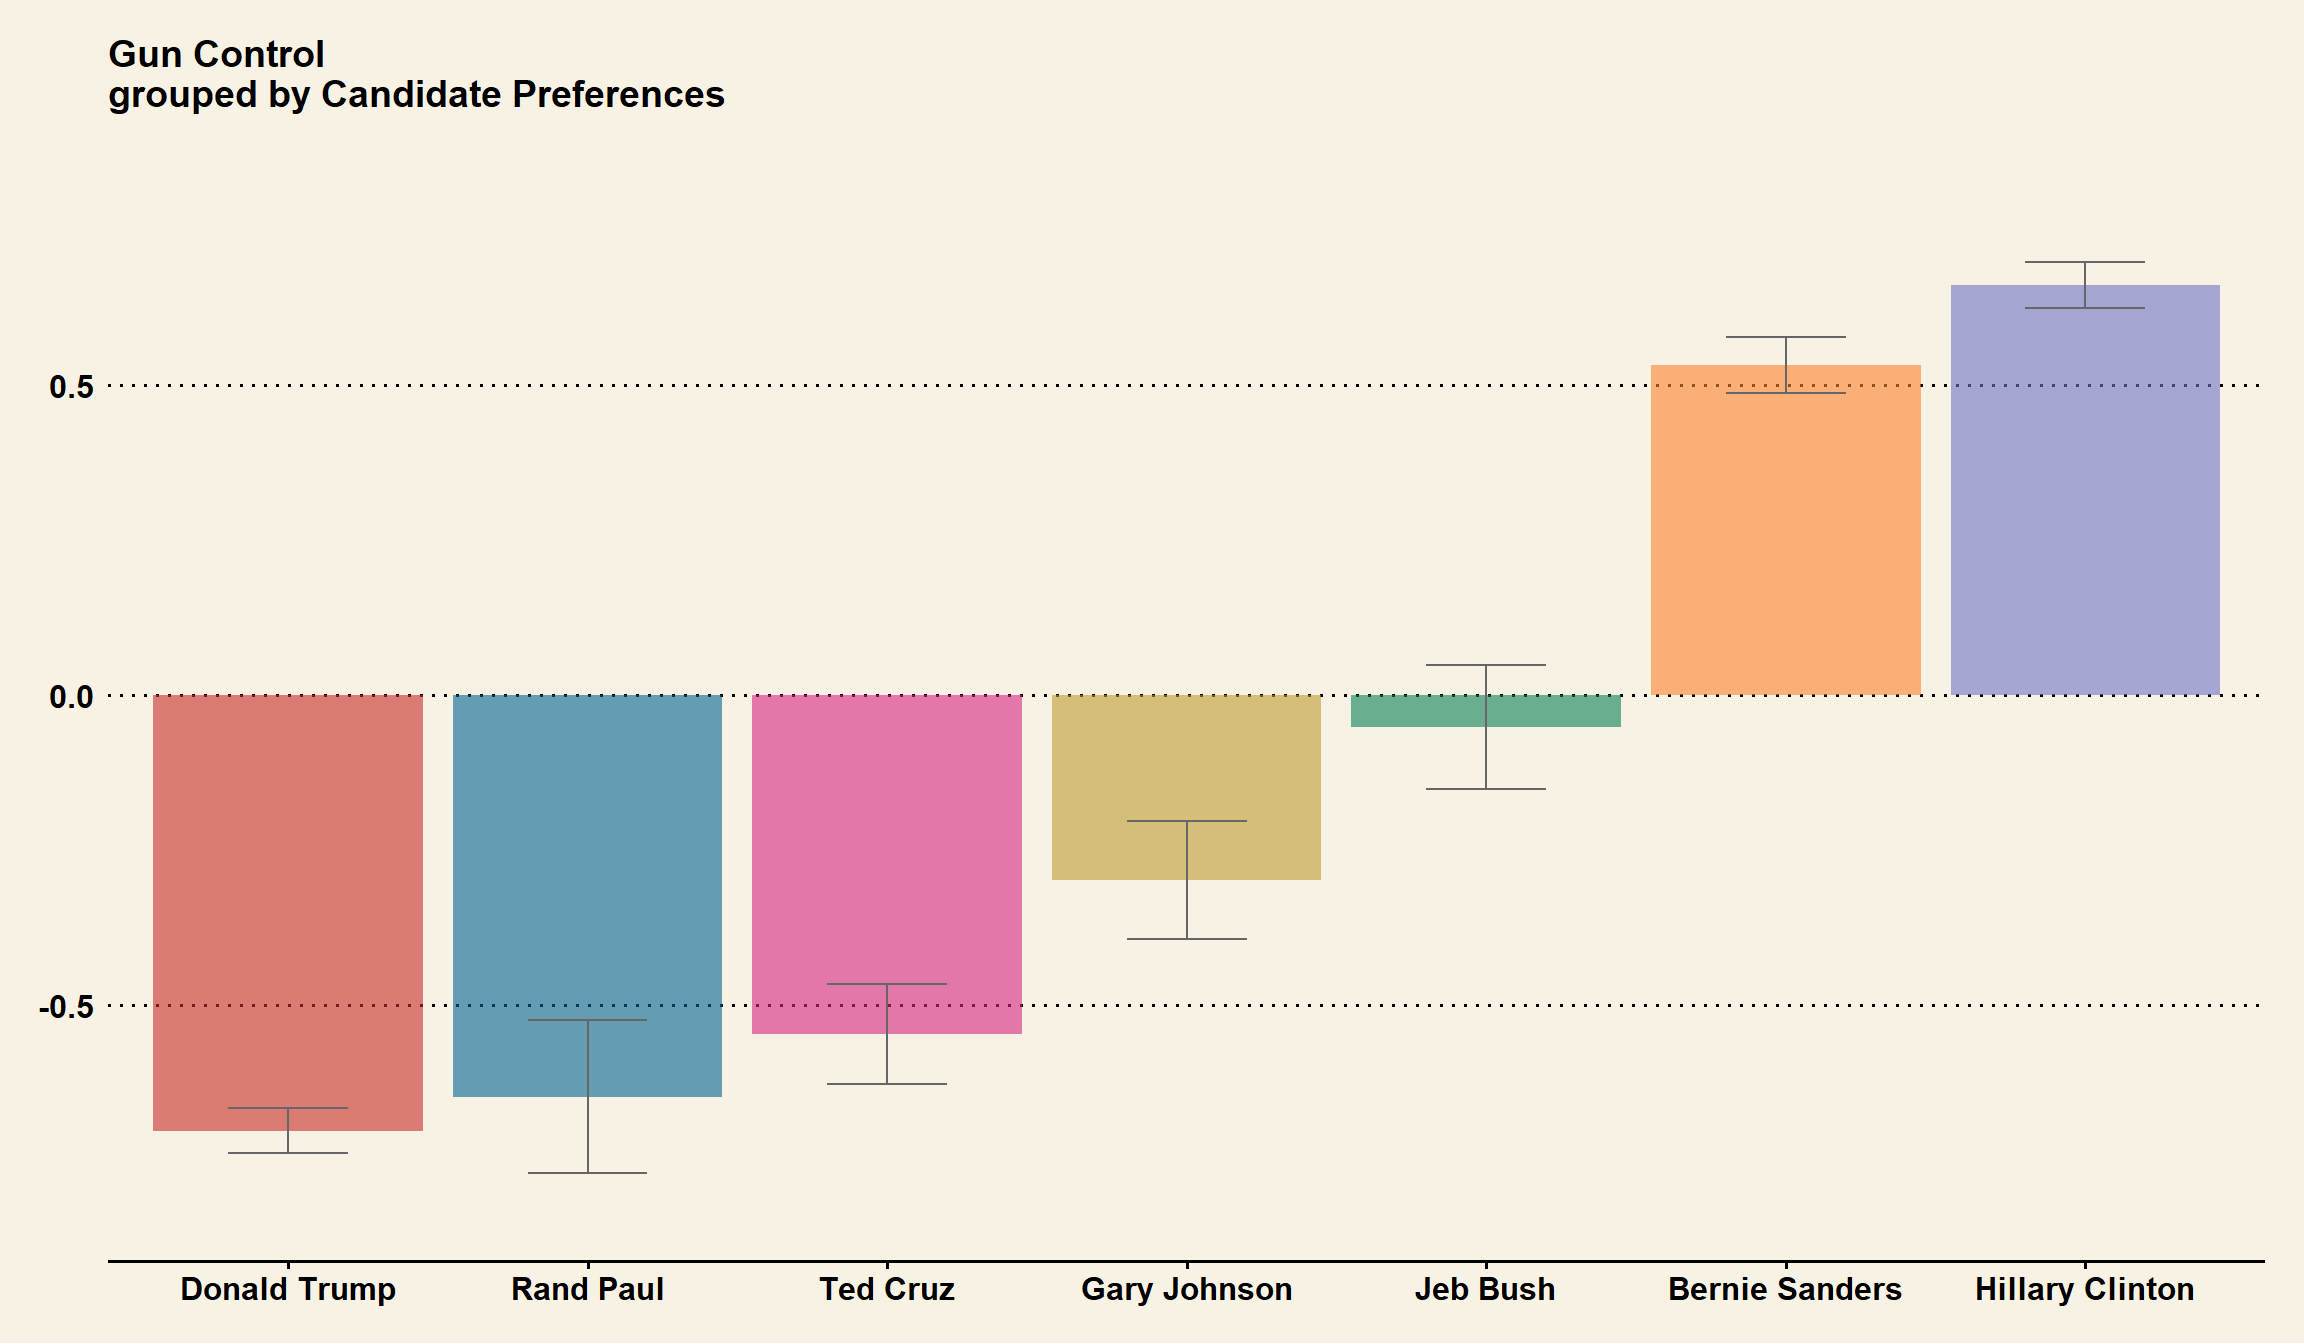 Gun Control
grouped by Candidate Preferences
0.5
0.0
-0.5
Donald Trump Rand Paul Ted Cruz Gary Johnson Jeb Bush Bernie Sanders Hillary Clinton